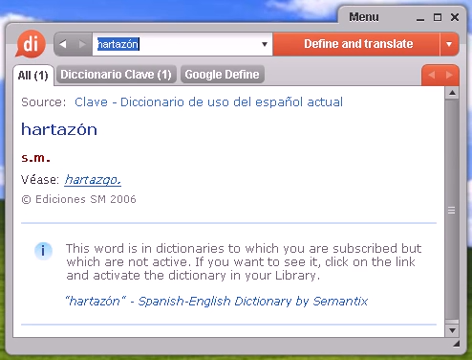 Menu
di
hartazón
Define and translate
All (1)
Diccionario Clave (1)
Google Define
Source: Clave - Diccionario de uso del español actual
hartazón
s.m.
Véase: hartazgo.
© Ediciones SM 2006
i
This word is in dictionaries to which you are subscribed but
which are not active. If you want to see it, click on the link
and activate the dictionary in your Library.
"hartazón" - Spanish-English Dictionary by Semantix